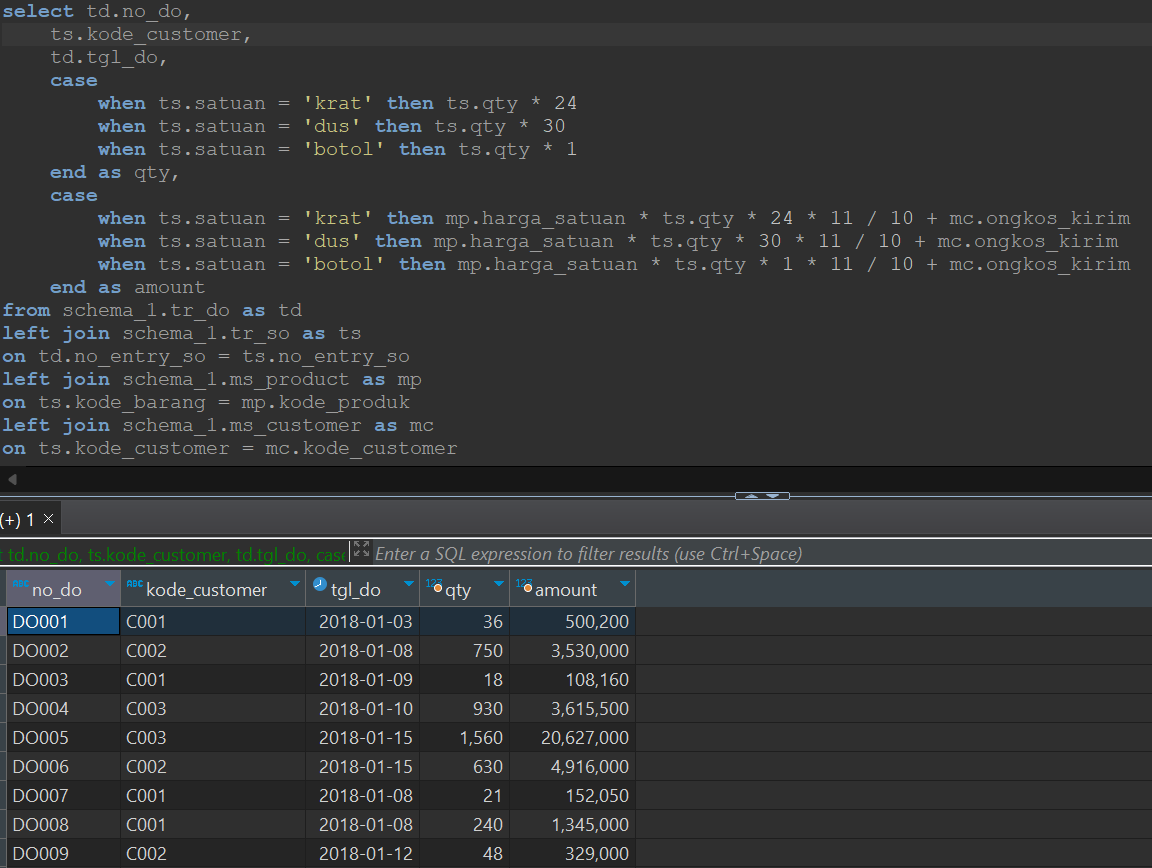 select td.no_do,
ts.kode_customer,
td.tgl_do,
case
when ts.satuan = 'krat' then ts.qty * 24
when ts.satuan = 'dus' then ts.qty * 30
when ts.satuan = 'botol' then ts.qty * 1
end as qty,
case
when ts.satuan = 'krat' then mp.harga_satuan * ts.qty * 24 * 11 / 10 + mc.ongkos_kirim
when ts.satuan = 'dus' then mp.harga_satuan * ts.qty * 30 * 11 / 10 + mc.ongkos_kirim
when ts.satuan = 'botol' then mp.harga_satuan * ts.qty * 1 * 11 / 10 + mc.ongkos_kirim
end as amount
from schema_1.tr_do as td
left join schema_1.tr_so as ts
on td.no_entry_so = ts.no_entry_so
left join schema_1.ms_product as mp
on ts.kode_barang = mp.kode_produk
left join schema_1.ms_customer as mc
on ts.kode_customer = mc.kode_customer
(+) 1 ×
t td.no_do, ts.kode_customer, td.tgl_do, case Enter a SQL expression to filter results (use Ctrl+Space)
ABC no_do ABC kode_customer tgl_do 123 qty 123 amount
DO001 C001 2018-01-03 36 500,200
DO002 C002 2018-01-08 750 3,530,000
DO003 C001 2018-01-09 18 108,160
DO004 C003 2018-01-10 930 3,615,500
DO005 C003 2018-01-15 1,560 20,627,000
DO006 C002 2018-01-15 630 4,916,000
DO007 C001 2018-01-08 21 152,050
DO008 C001 2018-01-08 240 1,345,000
DO009 C002 2018-01-12 48 329,000